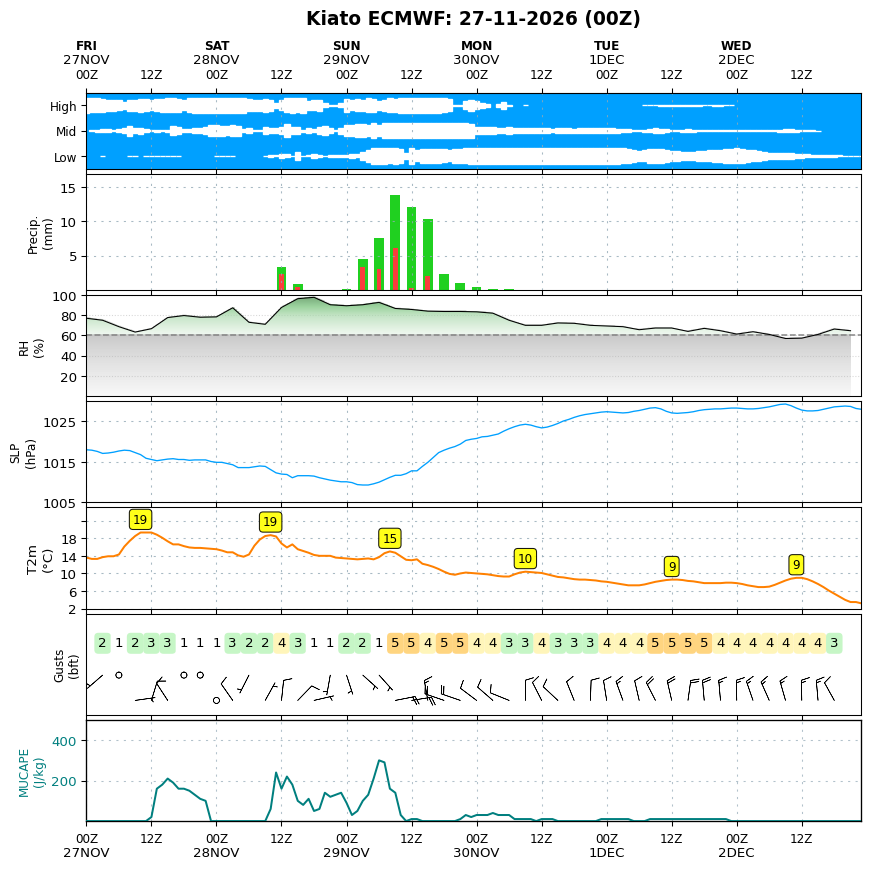 Kiato ECMWF: 27-11-2026 (00Z)
FRI SAT SUN MON TUE WED
27NOV 28NOV 29NOV 30NOV 1DEC 2DEC
00Z 12Z 00Z 12Z 00Z 12Z 00Z 12Z 00Z 12Z 00Z 12Z
High
Mid
Low
Precip.
(mm)
15
10
5
RH
(%)
100
80
60
40
20
SLP
(hPa)
1025
1015
1005
T2m
(°C)
18
14
10
6
2
19 19 15 10 9 9
Gusts
(bft)
2 1 2 3 3 1 1 1 3 2 2 4 3 1 1 2 2 1 5 5 4 5 5 4 4 3 3 4 3 3 3 4 4 4 5 5 5 5 4 4 4 4 4 4 4 3
MUCAPE
(J/kg)
400
200
00Z 12Z 00Z 12Z 00Z 12Z 00Z 12Z 00Z 12Z 00Z 12Z
27NOV 28NOV 29NOV 30NOV 1DEC 2DEC